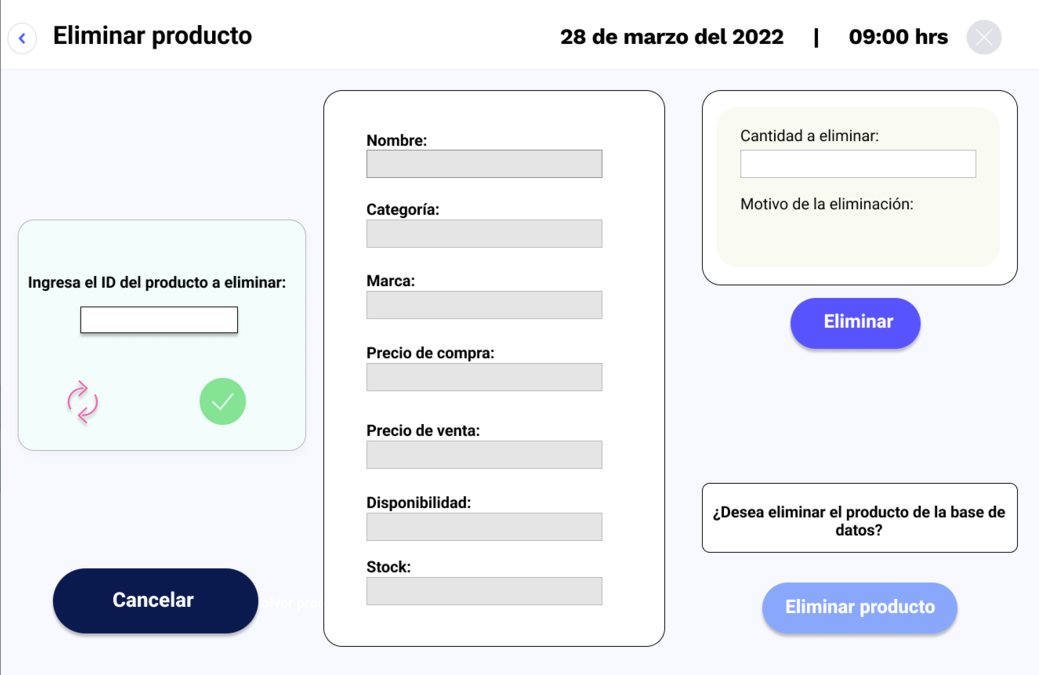 Eliminar producto
28 de marzo del 2022 | 09:00 hrs
Ingresa el ID del producto a eliminar:
Cancelar
Nombre:
Categoría:
Marca:
Precio de compra:
Precio de venta:
Disponibilidad:
Stock:
Cantidad a eliminar:
Motivo de la eliminación:
Eliminar
¿Desea eliminar el producto de la base de
datos?
Eliminar producto